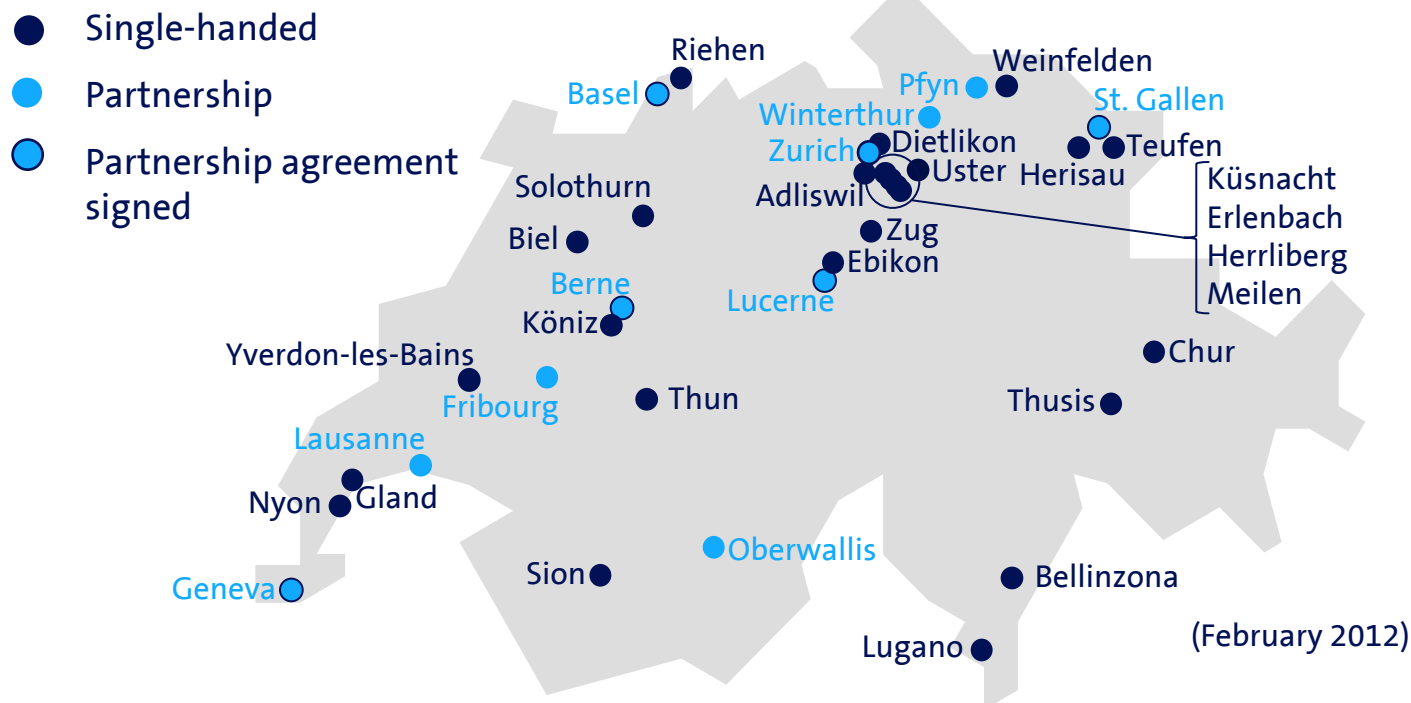 Single-handed
Partnership
Partnership agreement
signed
Riehen
Basel
Weinfelden
Pfyn
St. Gallen
Winterthur
Dietlikon
Zurich
Teufen
Uster
Herisau
Adliswil
Küsnacht
Erlenbach
Herrliberg
Meilen
Solothurn
Biel
Zug
Ebikon
Berne
Lucerne
Köniz
Yverdon-les-Bains
Chur
Fribourg
Thun
Thusis
Lausanne
Gland
Nyon
Oberwallis
Sion
Geneva
Bellinzona
Lugano
(February 2012)